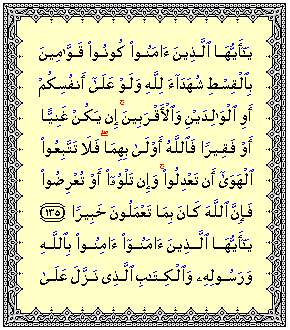 يَٰٓأَيُّهَا ٱلَّذِينَ ءَامَنُوا۟ كُونُوا۟ قَوَّٰمِينَ
بِٱلْقِسْطِ شُهَدَآءَ لِلَّهِ وَلَوْ عَلَىٰٓ أَنفُسِكُمْ
أَوِ ٱلْوَٰلِدَيْنِ وَٱلْأَقْرَبِينَ ۚ إِن يَكُنْ غَنِيًّا
أَوْ فَقِيرًا فَٱللَّهُ أَوْلَىٰ بِهِمَا ۖ فَلَا تَتَّبِعُوا۟
ٱلْهَوَىٰٓ أَن تَعْدِلُوا۟ ۚ وَإِن تَلْوُۥٓا۟ أَوْ تُعْرِضُوا۟
فَإِنَّ ٱللَّهَ كَانَ بِمَا تَعْمَلُونَ خَبِيرًا ١٣٥
يَٰٓأَيُّهَا ٱلَّذِينَ ءَامَنُوٓا۟ ءَامِنُوا۟ بِٱللَّهِ
وَرَسُولِهِۦ وَٱلْكِتَٰبِ ٱلَّذِى نَزَّلَ عَلَىٰ